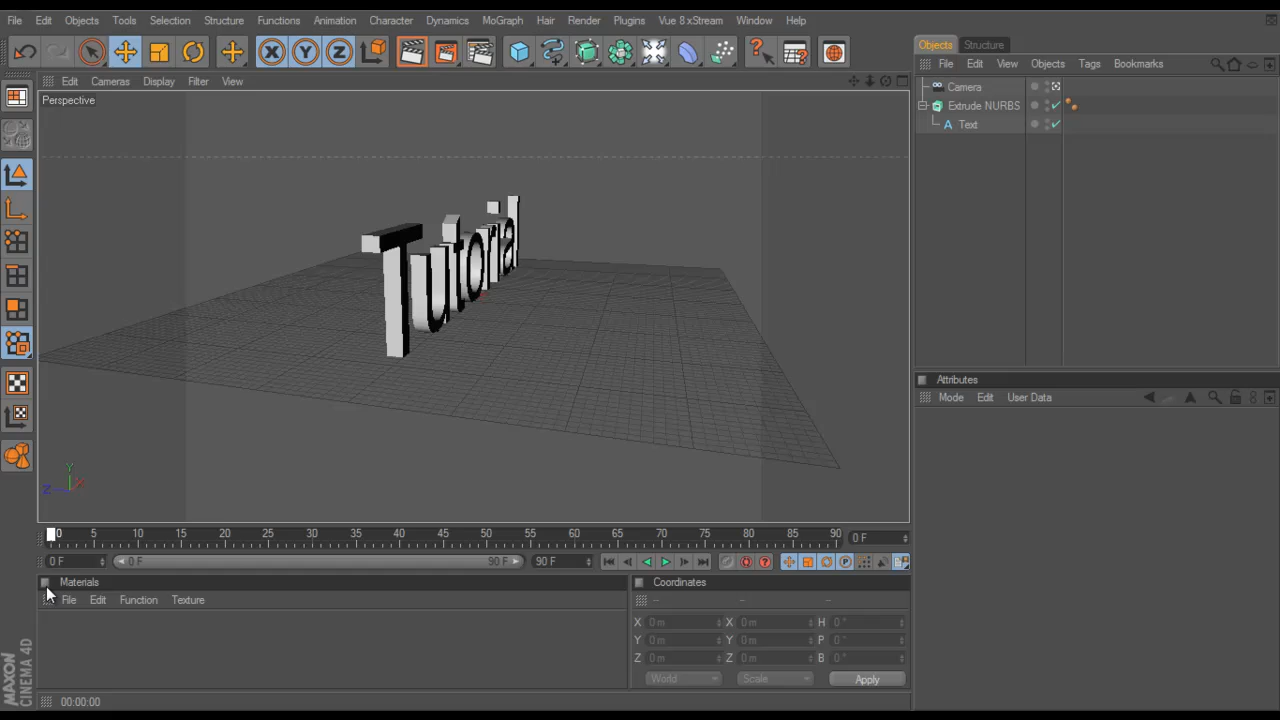 File Edit Objects Tools Selection Structure Functions Animation Character Dynamics MoGraph Hair Render Plugins Vue 8 xStream Window Help
X Y Z
Objects Structure
Edit Cameras Display Filter View
File Edit View Objects Tags Bookmarks
Perspective
Camera
Extrude NURBS
A Text
Tutorial
Attributes
Mode Edit User Data
Y
Z X
0 5 10 15 20 25 30 35 40 45 50 55 60 65 70 75 80 85 90 0 F
0 F 0 F 90 F 90 F P
Materials Coordinates
File Edit Function Texture -- -- --
X 0 m X 0 m H 0 °
Y 0 m Y 0 m P 0 °
Z 0 m Z 0 m B 0 °
World Scale Apply
MAXON
CINEMA 4D
00:00:00